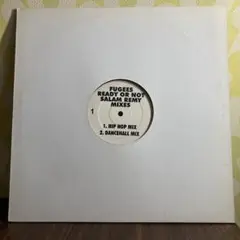 FUGEES
READY OR NOT
SALAM REMY
MIXES
1
1. HIP HOP MIX
2. DANCEHALL MIX